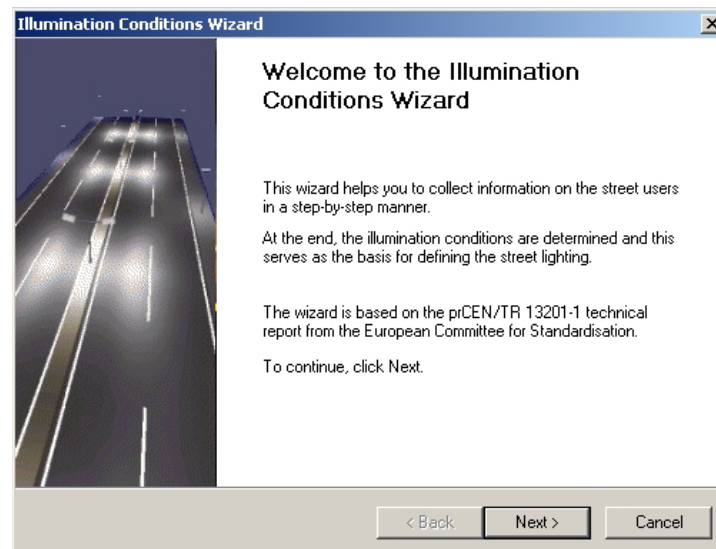 Illumination Conditions Wizard
Welcome to the Illumination
Conditions Wizard
This wizard helps you to collect information on the street users
in a step-by-step manner.
At the end, the illumination conditions are determined and this
serves as the basis for defining the street lighting.
The wizard is based on the prCEN/TR 13201-1 technical
report from the European Committee for Standardisation.
To continue, click Next.
< Back
Next >
Cancel